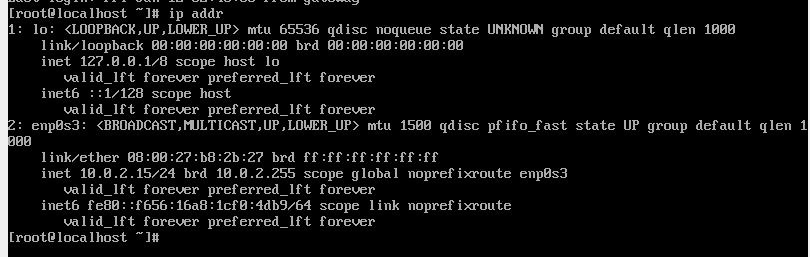 [root@localhost ~]# ip addr
1: lo: <LOOPBACK,UP,LOWER_UP> mtu 65536 qdisc noqueue state UNKNOWN group default qlen 1000
    link/loopback 00:00:00:00:00:00 brd 00:00:00:00:00:00
    inet 127.0.0.1/8 scope host lo
       valid_lft forever preferred_lft forever
    inet6 ::1/128 scope host
       valid_lft forever preferred_lft forever
2: enp0s3: <BROADCAST,MULTICAST,UP,LOWER_UP> mtu 1500 qdisc pfifo_fast state UP group default qlen 1
000
    link/ether 08:00:27:b8:2b:27 brd ff:ff:ff:ff:ff:ff
    inet 10.0.2.15/24 brd 10.0.2.255 scope global noprefixroute enp0s3
       valid_lft forever preferred_lft forever
    inet6 fe80::f656:16a8:1cf0:4db9/64 scope link noprefixroute
       valid_lft forever preferred_lft forever
[root@localhost ~]#